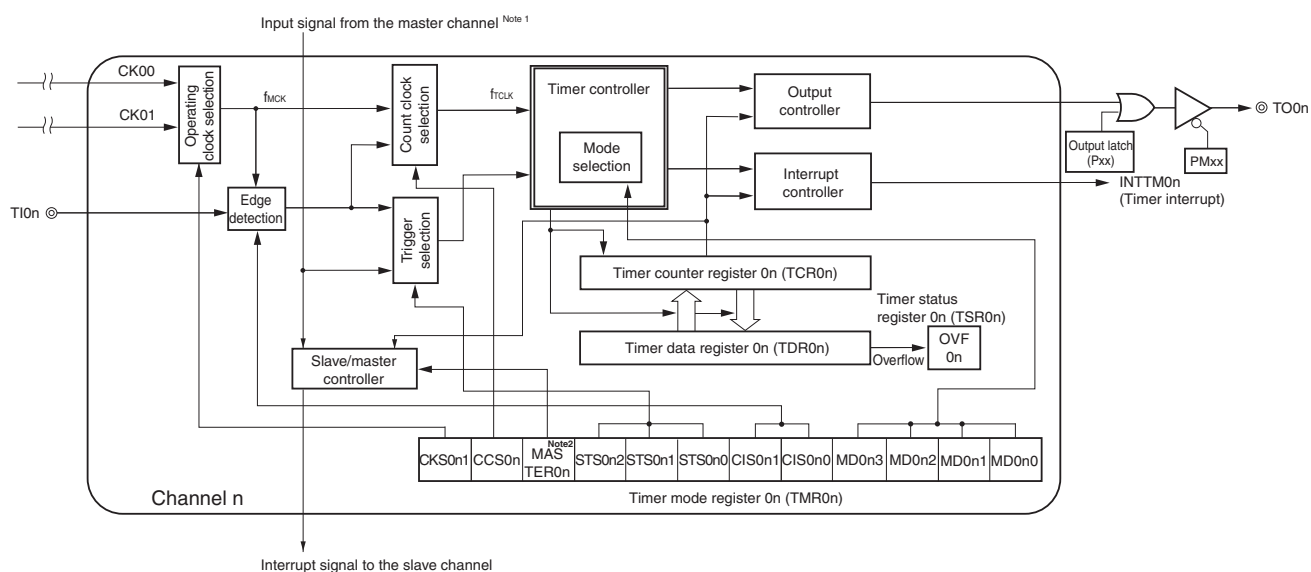 Input signal from the master channel Note 1
CK00
CK01
Operating
clock selection
fMCK
Count clock
selection
fTCLK
Timer controller
Mode
selection
Output
controller
TO0n
Output latch
(Pxx)
PMxx
Interrupt
controller
INTTM0n
(Timer interrupt)
TI0n
Edge
detection
Trigger
selection
Timer counter register 0n (TCR0n)
Timer status
register 0n (TSR0n)
Timer data register 0n (TDR0n)
Overflow
OVF
0n
Slave/master
controller
CKS0n1
CCS0n
Note2
MAS
TER0n
STS0n2
STS0n1
STS0n0
CIS0n1
CIS0n0
MD0n3
MD0n2
MD0n1
MD0n0
Channel n
Timer mode register 0n (TMR0n)
Interrupt signal to the slave channel